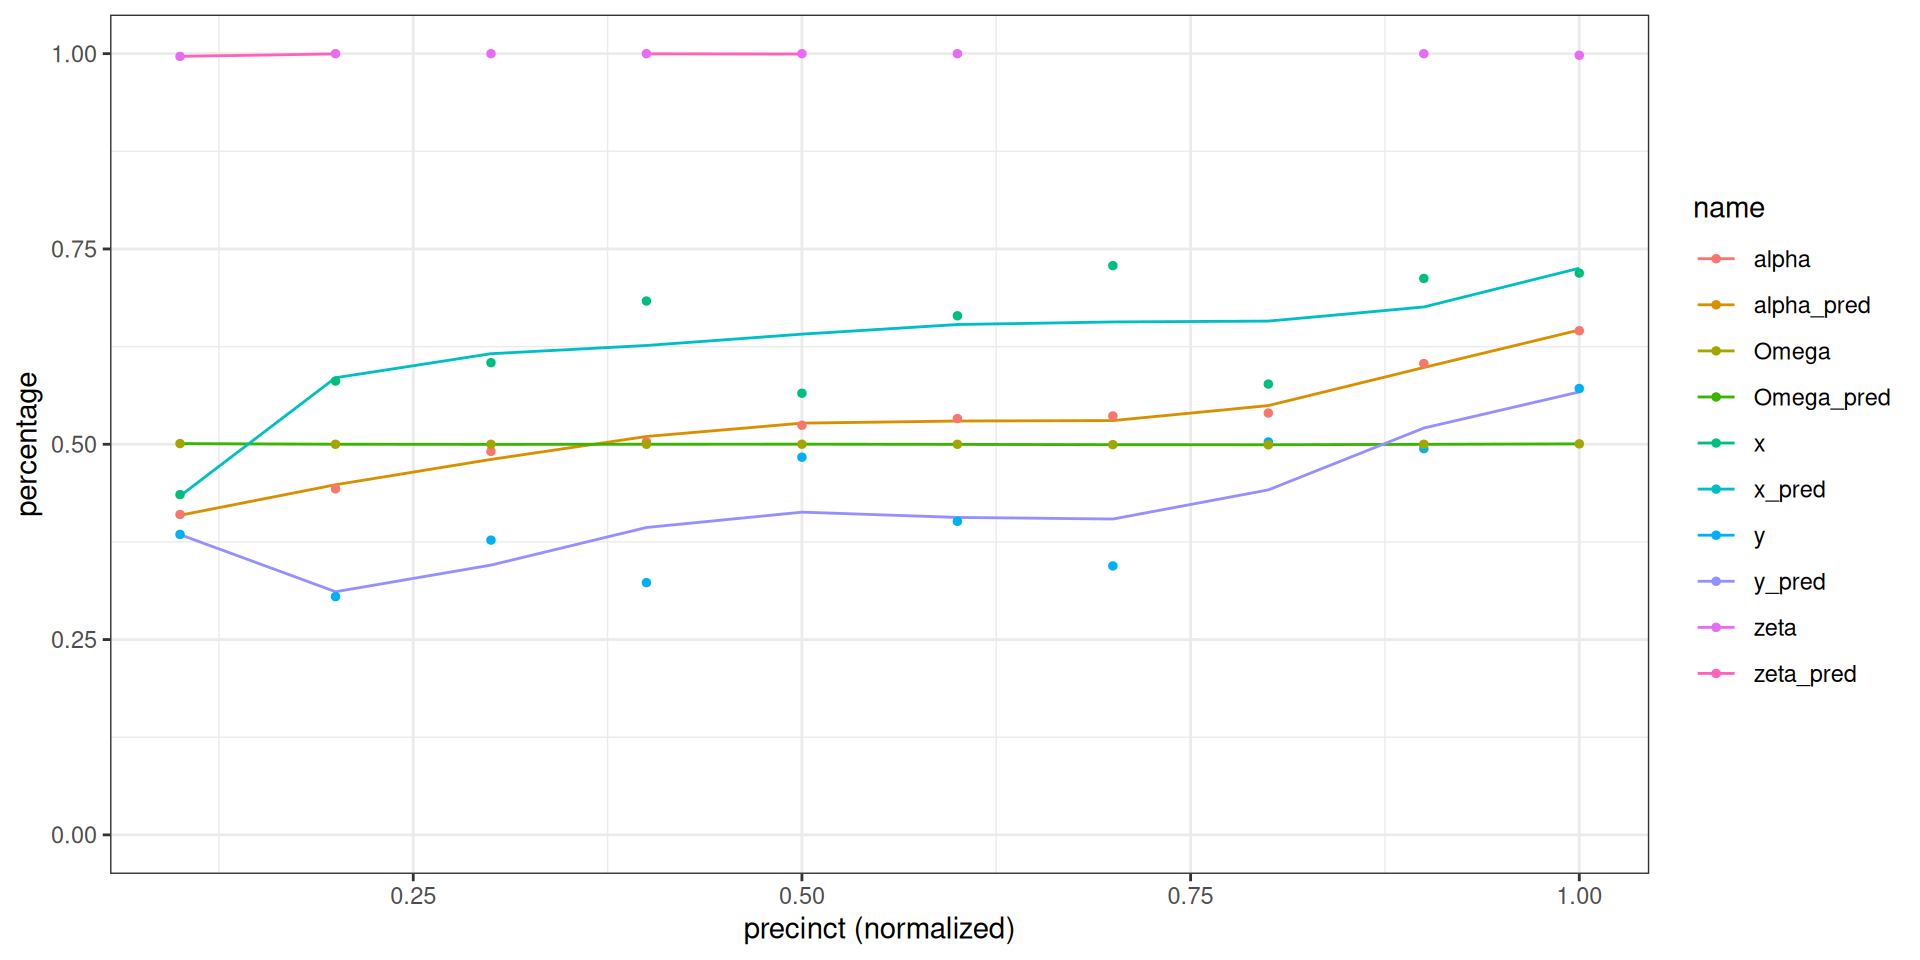 1.00
0.75
0.50
0.25
0.00
percentage
0.25 0.50 0.75 1.00
precinct (normalized)
name
alpha
alpha_pred
Omega
Omega_pred
x
x_pred
y
y_pred
zeta
zeta_pred